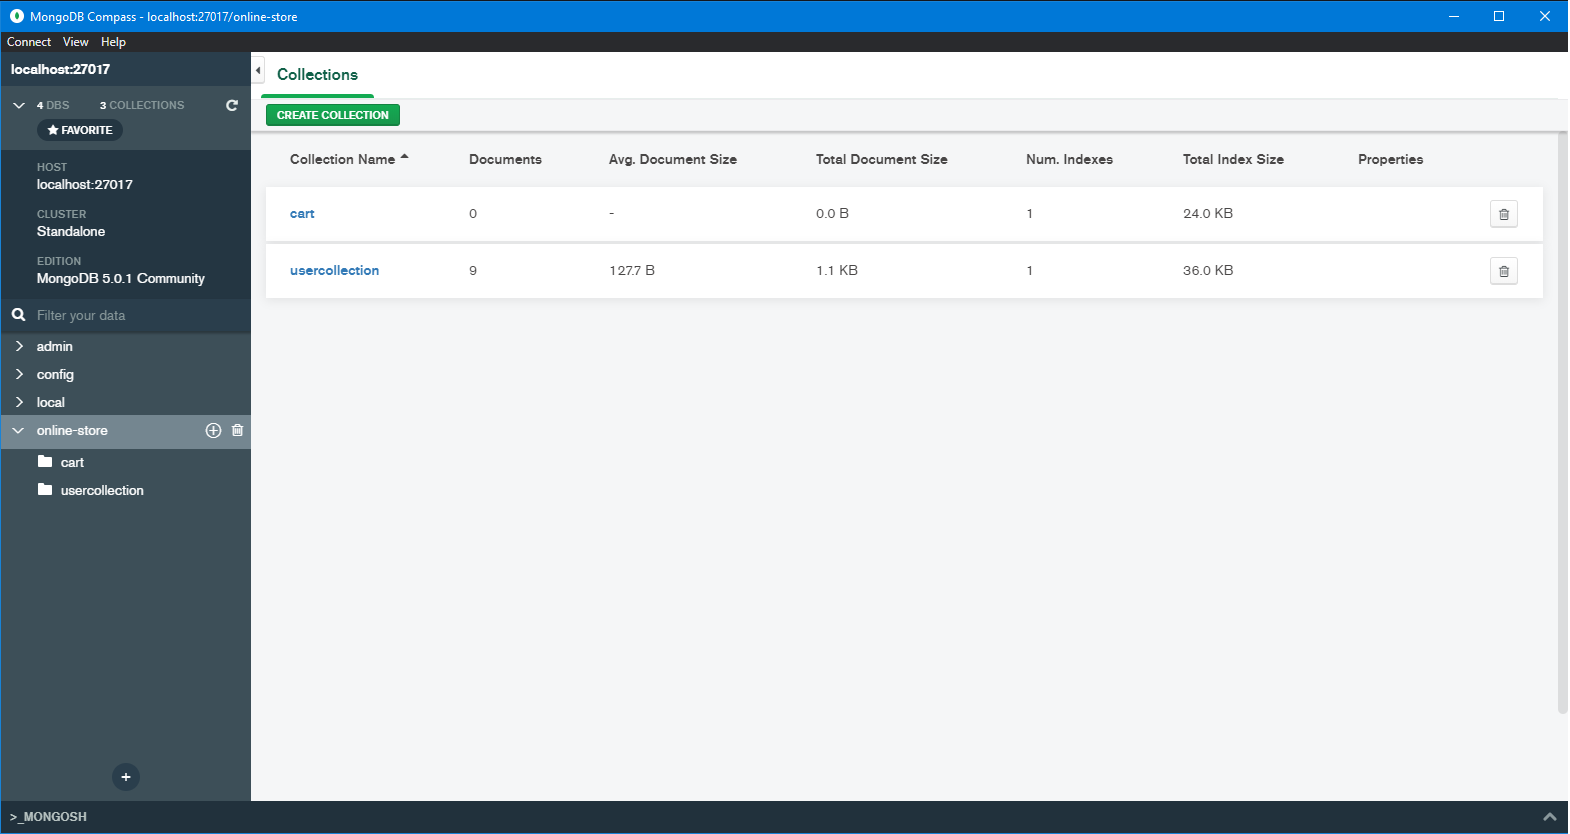 MongoDB Compass - localhost:27017/online-store
Connect View Help
localhost:27017
4 DBS 3 COLLECTIONS
FAVORITE
HOST
localhost:27017
CLUSTER
Standalone
EDITION
MongoDB 5.0.1 Community
Filter your data
admin
config
local
online-store
cart
usercollection
Collections
CREATE COLLECTION
Collection Name Documents Avg. Document Size Total Document Size Num. Indexes Total Index Size Properties
cart 0 - 0.0 B 1 24.0 KB
usercollection 9 127.7 B 1.1 KB 1 36.0 KB
>_MONGOSH